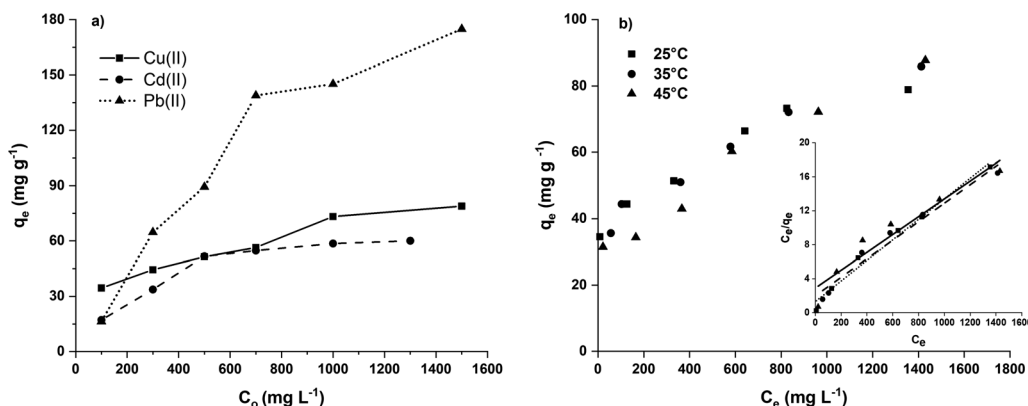 a)
Cu(II)
Cd(II)
Pb(II)
180
150
120
90
60
30
0
qe (mg g-1)
0 200 400 600 800 1000 1200 1400 1600
Co (mg L-1)
b)
25°C
35°C
45°C
100
80
60
40
20
0
qe (mg g-1)
0 200 400 600 800 1000 1200 1400 1600
Ce (mg L-1)
20
16
12
8
4
0
Ce/qe
0 200 400 600 800 1000 1200 1400 1600
Ce